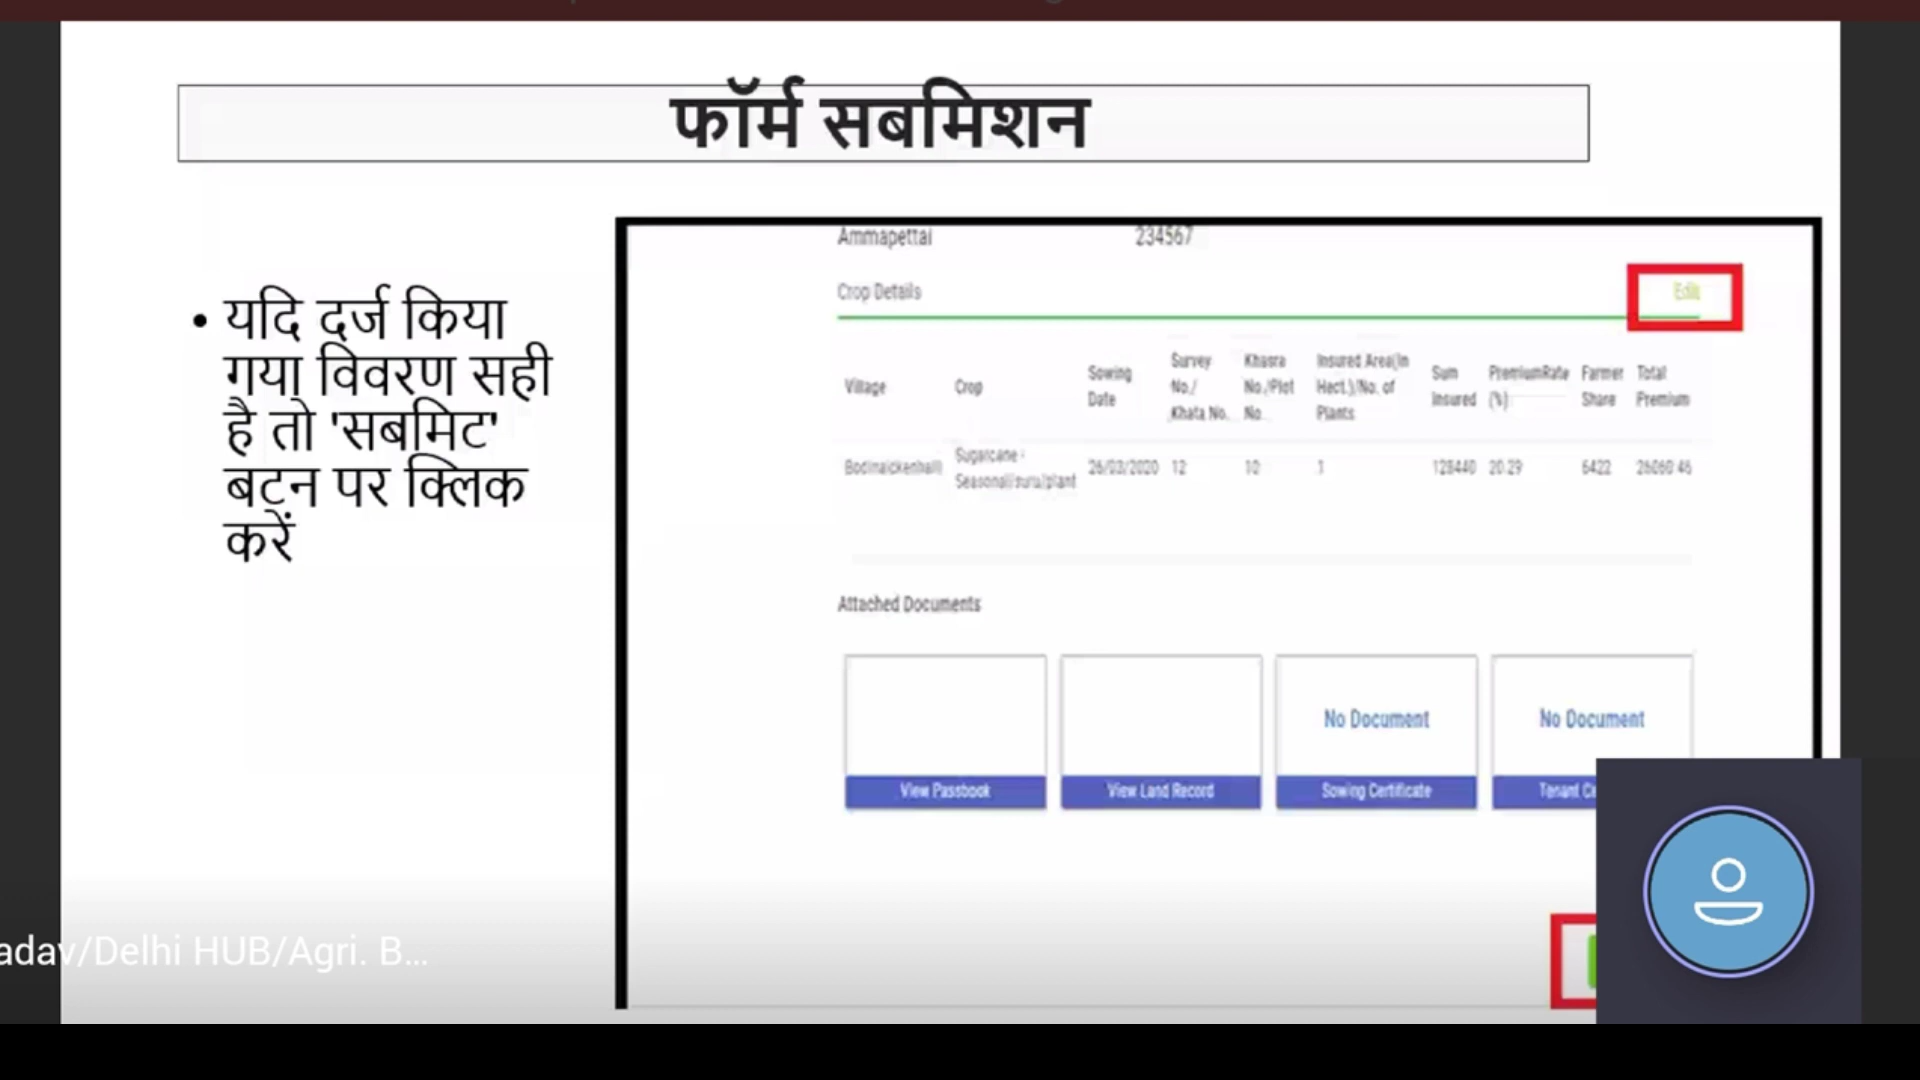 फॉर्म सबमिशन
• यदि दर्ज किया
गया विवरण सही
है तो 'सबमिट'
बटन पर क्लिक
करें
Ammapettai 234567
Crop Details Edit
Village Crop Sowing Date Survey No./ Khata No. Khasra No./Plot No. Insured Area(In Hect.)/No. of Plants Sum Insured PremiumRate (%) Farmer Share Total Premium
Sugarcane - 26/03/2020 12 10 1 128440 20.29 6422 26060.46
Attached Documents
No Document No Document
View Passbook View Land Record Sowing Certificate Tenant
adav/Delhi HUB/Agri. B...